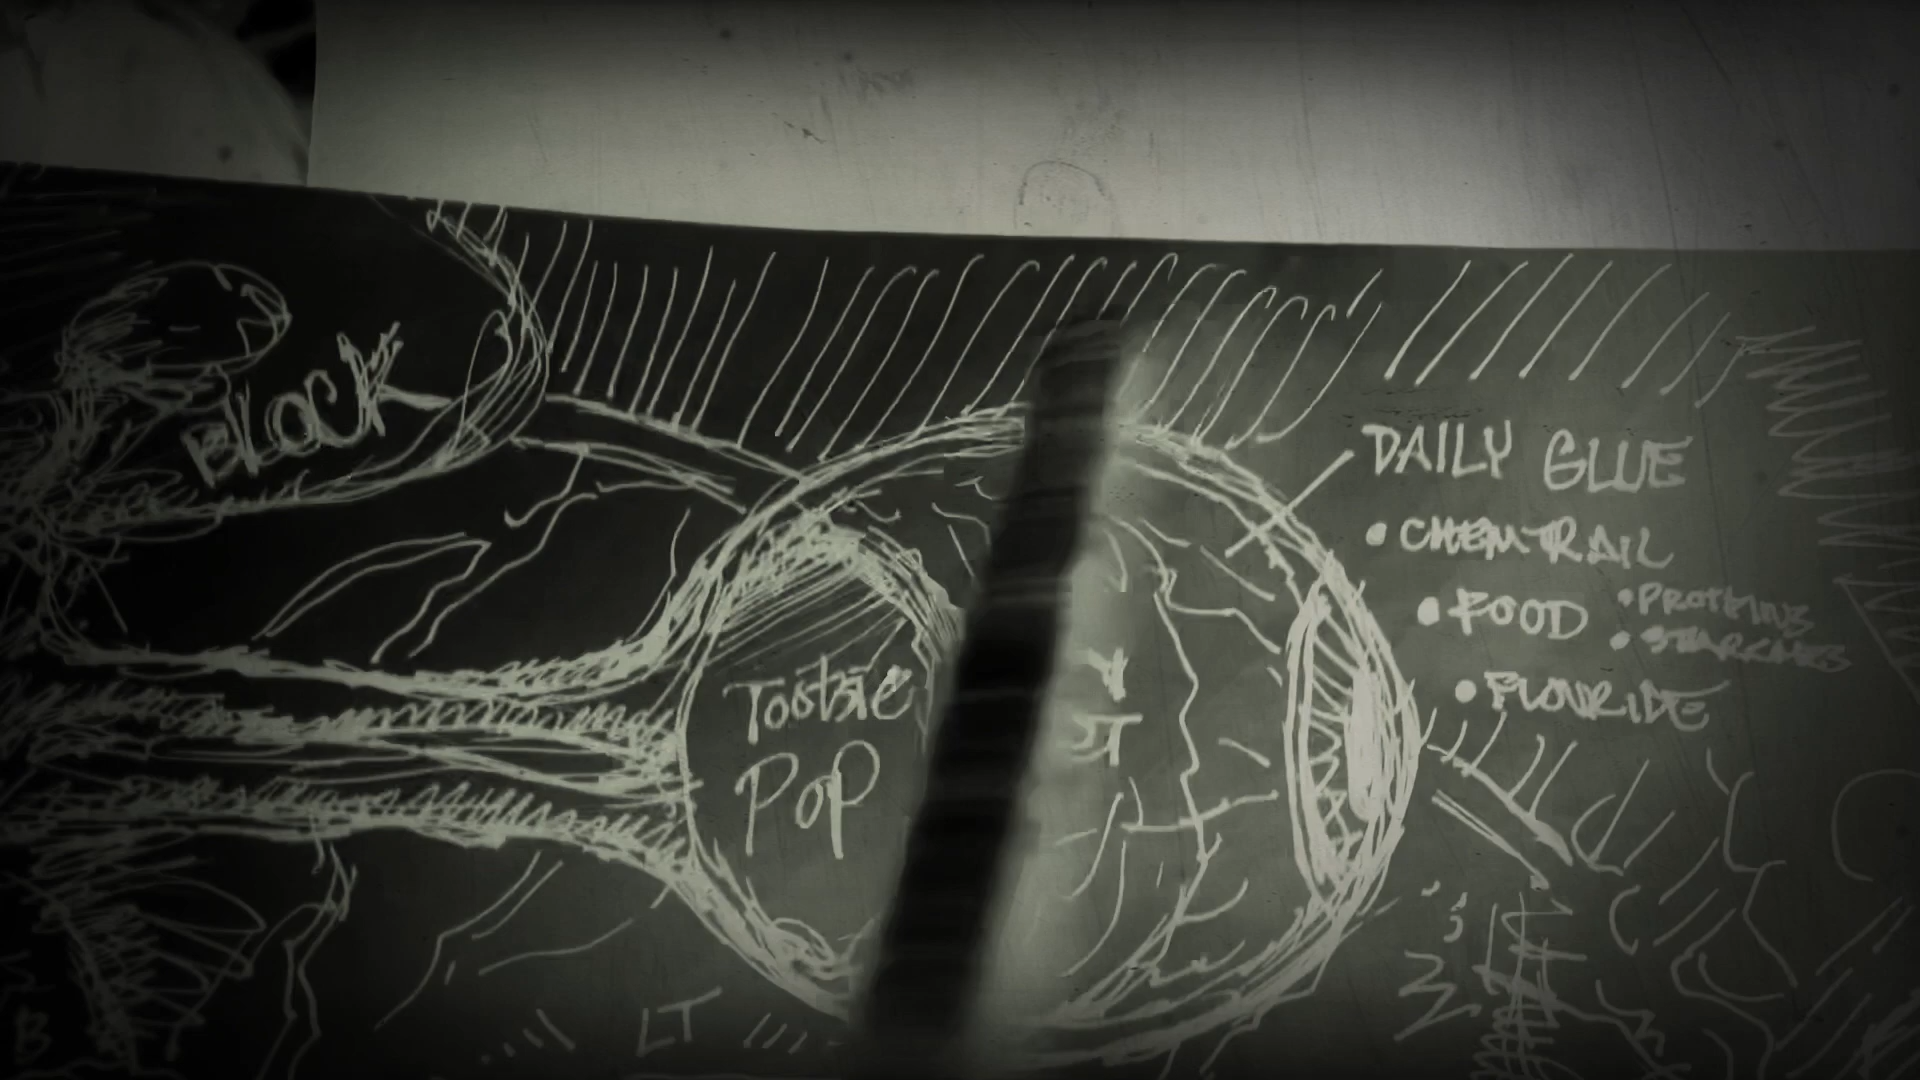 BLOCK
DAILY GLUE
• CHEMTRAIL
• FOOD
• PROTEINS
• STARCHES
• FLOURIDE
Tootsie
Pop
LT